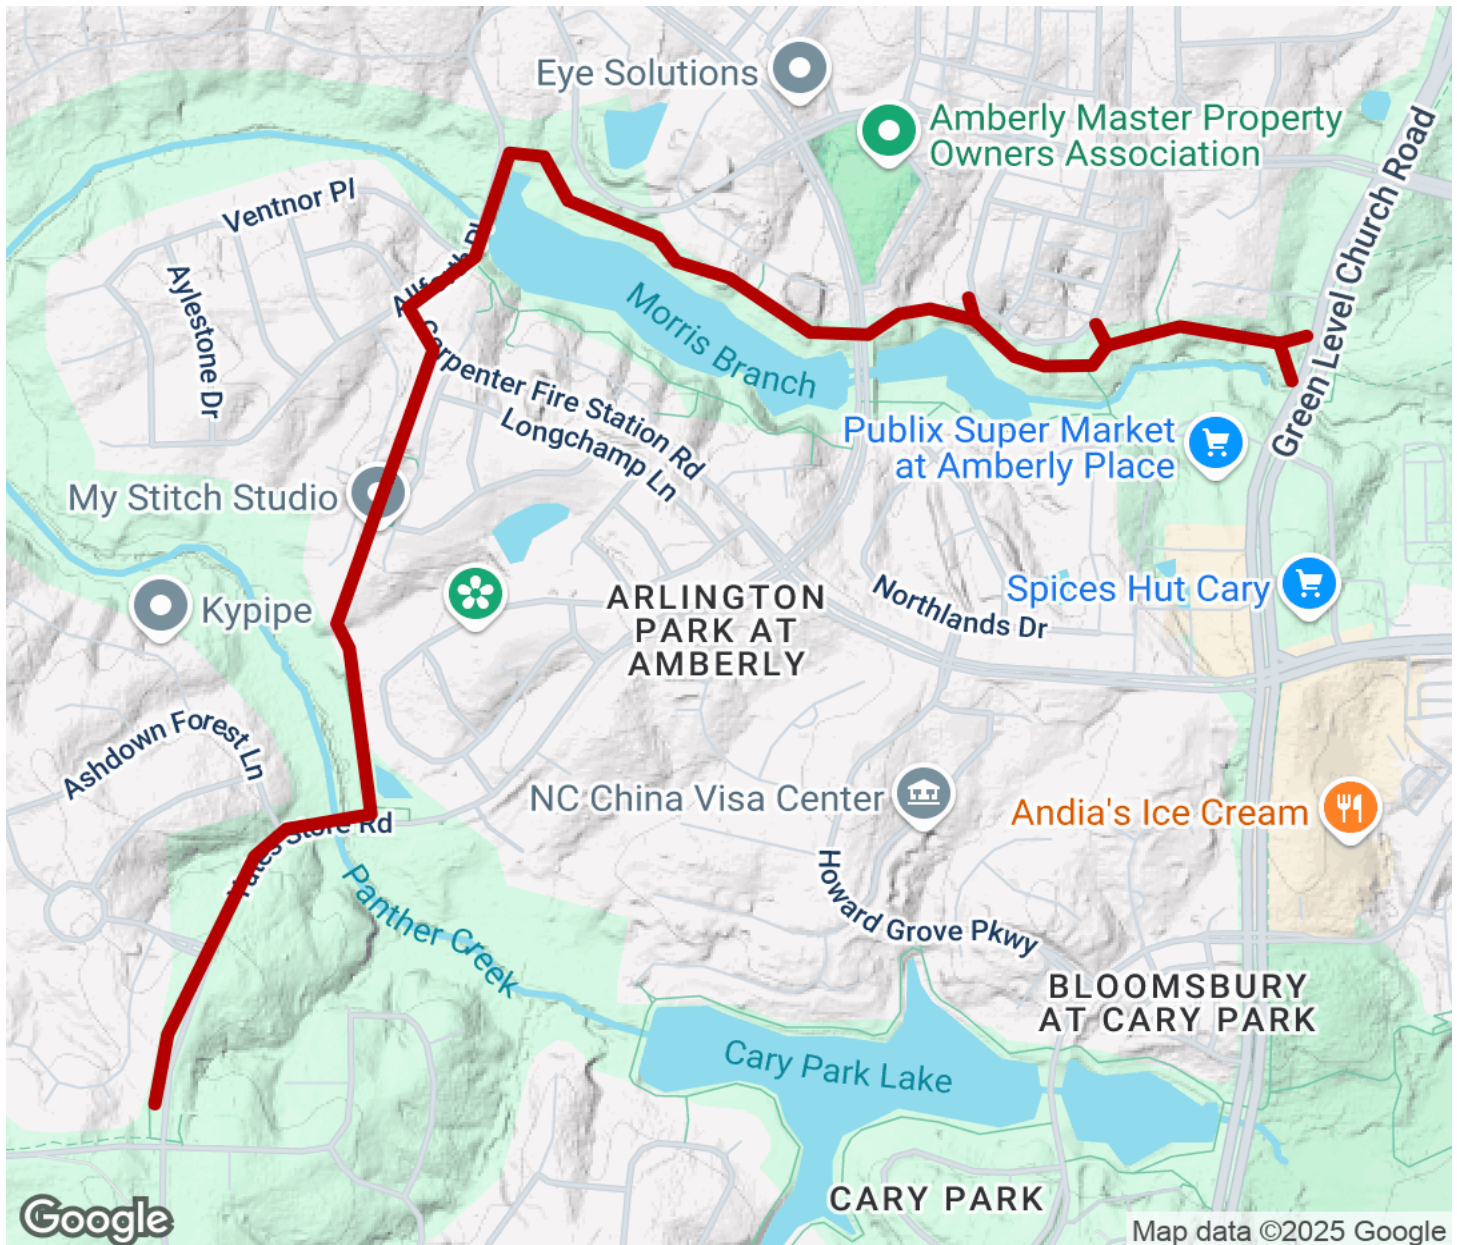 Eye Solutions
Amberly Master Property
Owners Association
Green Level Church Road
Ventnor Pl
Aylestone Dr
Morris Branch
Carpenter Fire Station Rd
Longchamp Ln
Publix Super Market
at Amberly Place
My Stitch Studio
Kypipe
ARLINGTON
PARK AT
AMBERLY
Northlands Dr
Spices Hut Cary
Ashdown Forest Ln
NC China Visa Center
Andia's Ice Cream
Store Rd
Panther Creek
Howard Grove Pkwy
BLOOMSBURY
AT CARY PARK
Cary Park Lake
CARY PARK
Google
Map data ©2025 Google